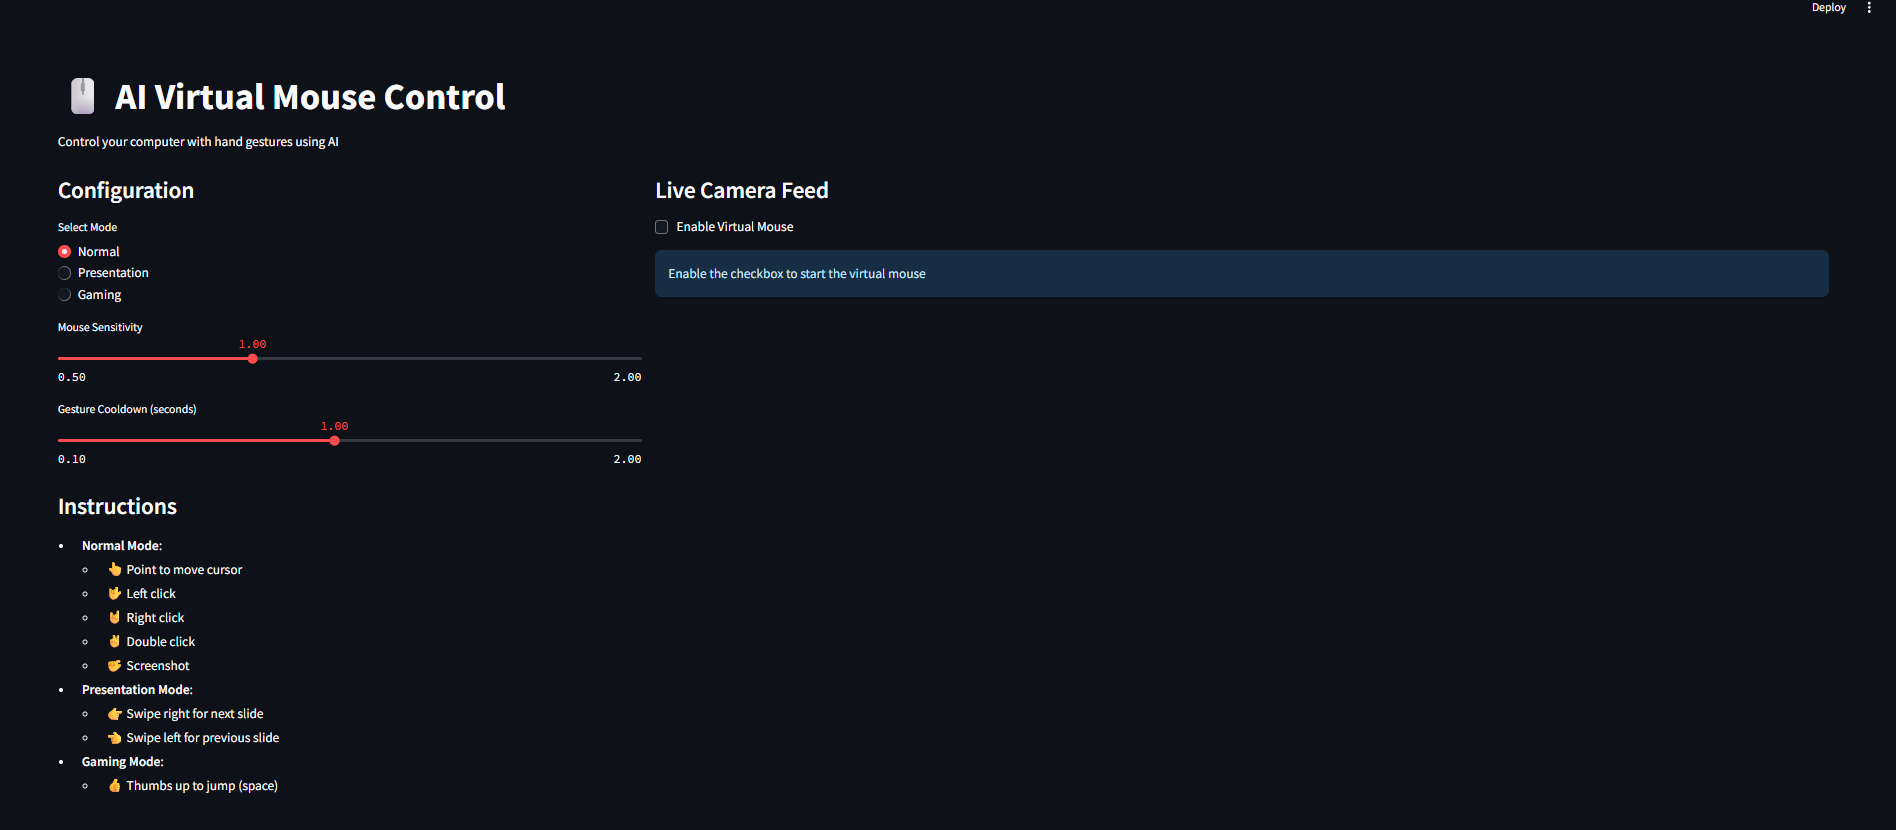 Deploy
AI Virtual Mouse Control
Control your computer with hand gestures using AI
Configuration
Select Mode
Normal
Presentation
Gaming
Mouse Sensitivity
1.00
0.50 2.00
Gesture Cooldown (seconds)
1.00
0.10 2.00
Instructions
Normal Mode:
Point to move cursor
Left click
Right click
Double click
Screenshot
Presentation Mode:
Swipe right for next slide
Swipe left for previous slide
Gaming Mode:
Thumbs up to jump (space)
Live Camera Feed
Enable Virtual Mouse
Enable the checkbox to start the virtual mouse